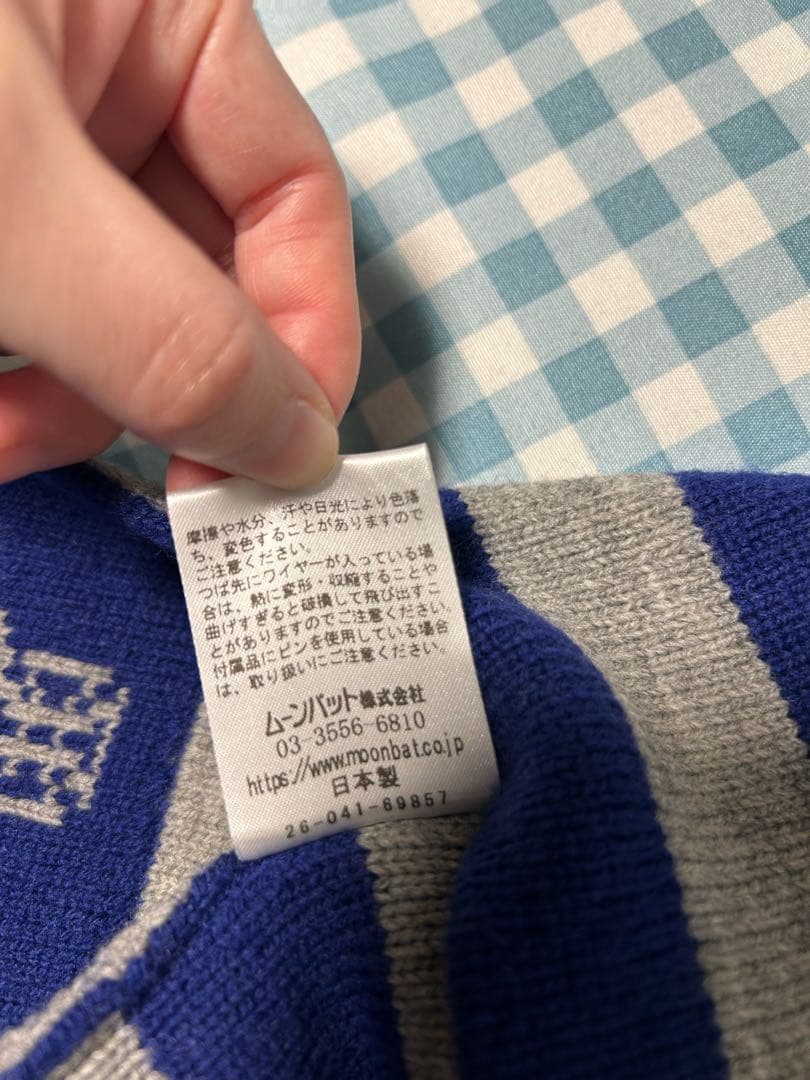 摩擦や水分、汗や日光により色落
ち、変色することがありますので
ご注意ください。
つば先にワイヤーが入っている場
合は、熱に変形・収縮することや
曲げすぎると破損して飛び出すこ
とがありますのでご注意ください。
付属品にピンを使用している場合
は、取り扱いにご注意ください。
ムーンバット株式会社
03-3556-6810
https://www.moonbat.co.jp
日本製
26-041-69857